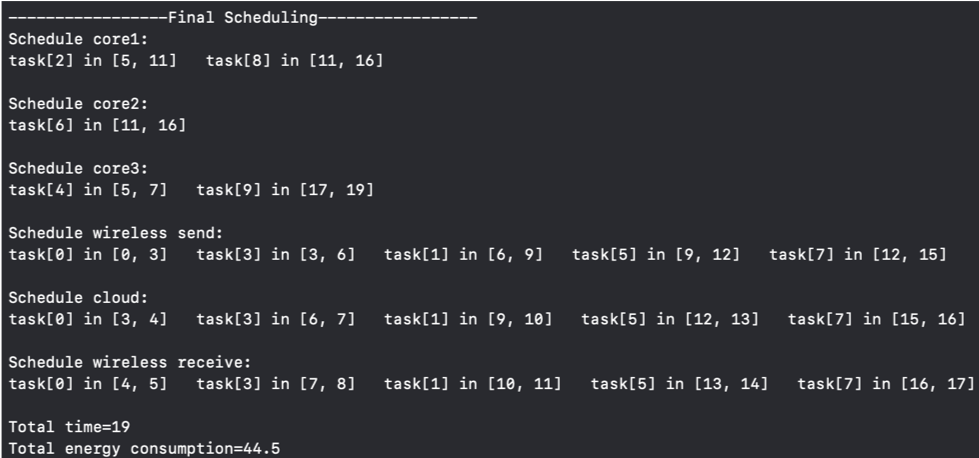 -----------------Final Scheduling-----------------
Schedule core1:
task[2] in [5, 11]   task[8] in [11, 16]
Schedule core2:
task[6] in [11, 16]
Schedule core3:
task[4] in [5, 7]   task[9] in [17, 19]
Schedule wireless send:
task[0] in [0, 3]   task[3] in [3, 6]   task[1] in [6, 9]   task[5] in [9, 12]   task[7] in [12, 15]
Schedule cloud:
task[0] in [3, 4]   task[3] in [6, 7]   task[1] in [9, 10]   task[5] in [12, 13]   task[7] in [15, 16]
Schedule wireless receive:
task[0] in [4, 5]   task[3] in [7, 8]   task[1] in [10, 11]   task[5] in [13, 14]   task[7] in [16, 17]
Total time=19
Total energy consumption=44.5